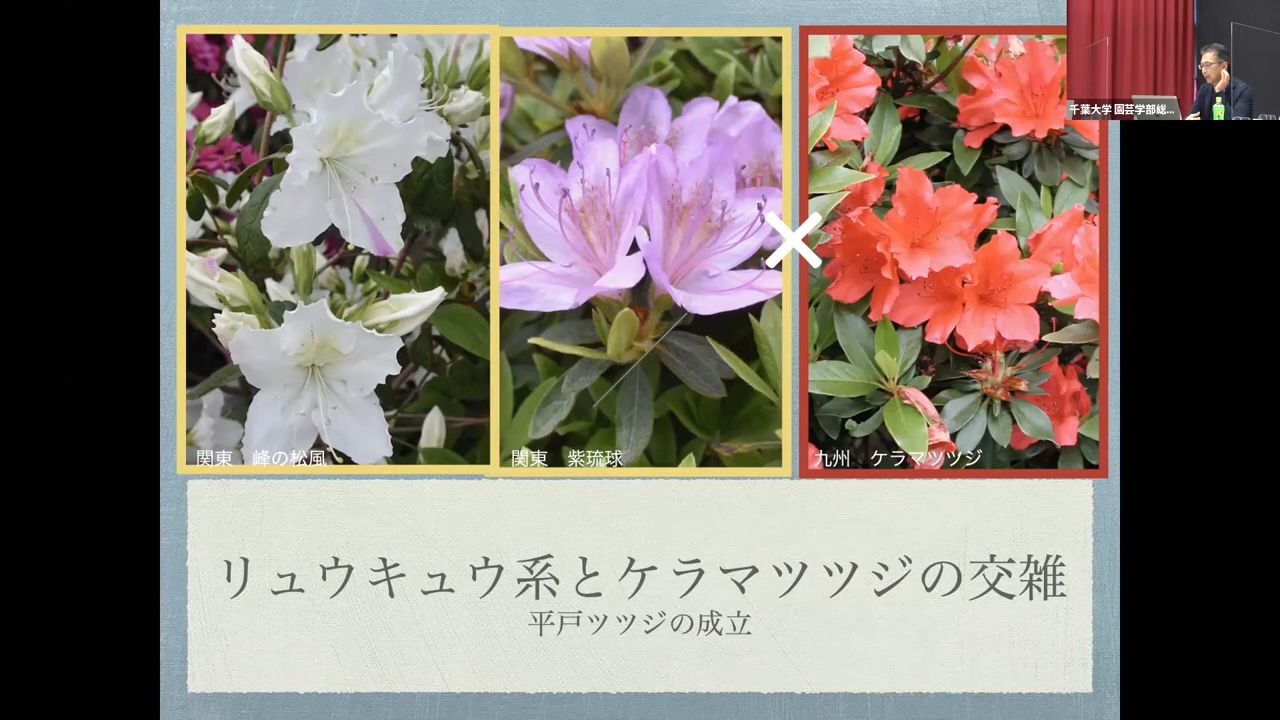 千葉大学 園芸学部総...
関東　峰の松風
関東　紫琉球
九州　ケラマツツジ
リュウキュウ系とケラマツツジの交雑
平戸ツツジの成立